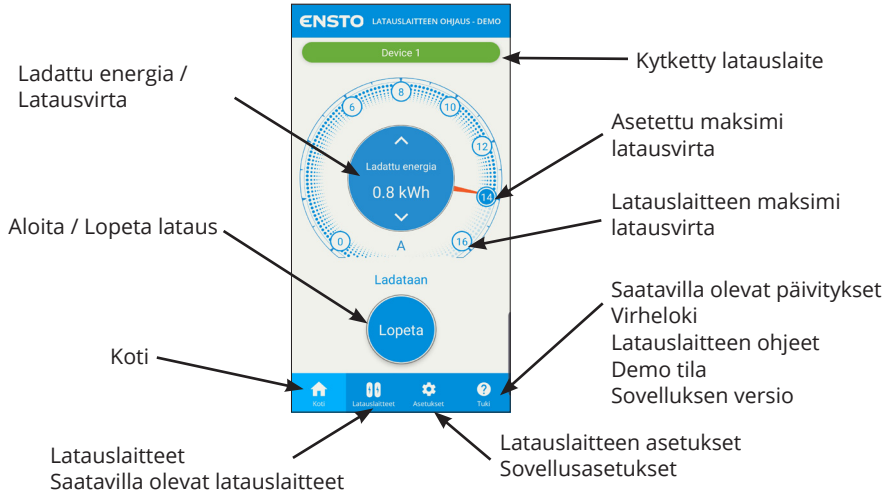 ENSTO LATAUSLAITTEEN OHJAUS - DEMO
Device 1
Kytketty latauslaite
Ladattu energia /
Latausvirta
8
6
10
12
14
16
0
A
Ladattu energia
0.8 kWh
Asetettu maksimi
latausvirta
Latauslaitteen maksimi
latausvirta
Aloita / Lopeta lataus
Ladataan
Lopeta
Saatavilla olevat päivitykset
Virheloki
Latauslaitteen ohjeet
Demo tila
Sovelluksen versio
Koti
Koti
Latauslaitteet
Asetukset
Tuki
Latauslaitteet
Saatavilla olevat latauslaitteet
Latauslaitteen asetukset
Sovellusasetukset